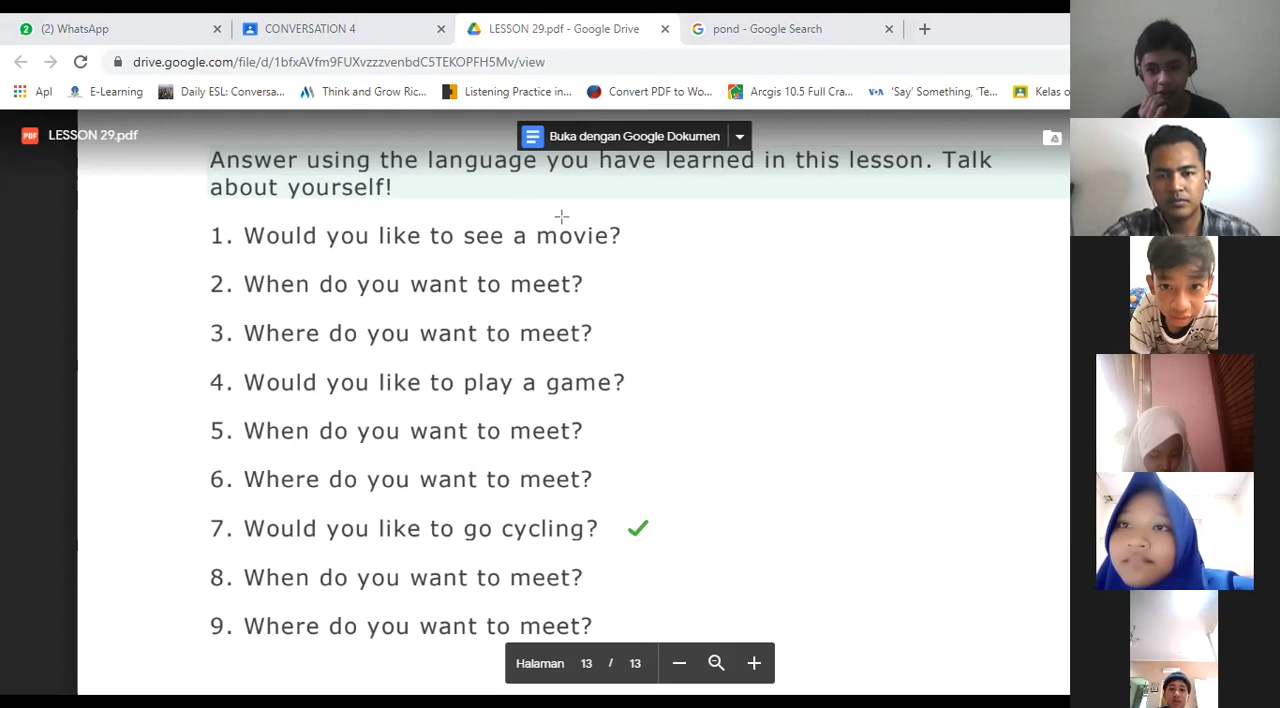 2 (2) WhatsApp CONVERSATION 4 LESSON 29.pdf - Google Drive pond - Google Search
drive.google.com/file/d/1bfxAVfm9FUXvzzzvenbdC5TEKOPFH5Mv/view
Apl E-Learning Daily ESL: Conversa... Think and Grow Ric... Listening Practice in... Convert PDF to Wo... Arcgis 10.5 Full Cra... VOA 'Say' Something, 'Te... Kelas o
PDF LESSON 29.pdf Buka dengan Google Dokumen
Answer using the language you have learned in this lesson. Talk
about yourself!
1. Would you like to see a movie?
2. When do you want to meet?
3. Where do you want to meet?
4. Would you like to play a game?
5. When do you want to meet?
6. Where do you want to meet?
7. Would you like to go cycling?
8. When do you want to meet?
9. Where do you want to meet?
Halaman 13 / 13